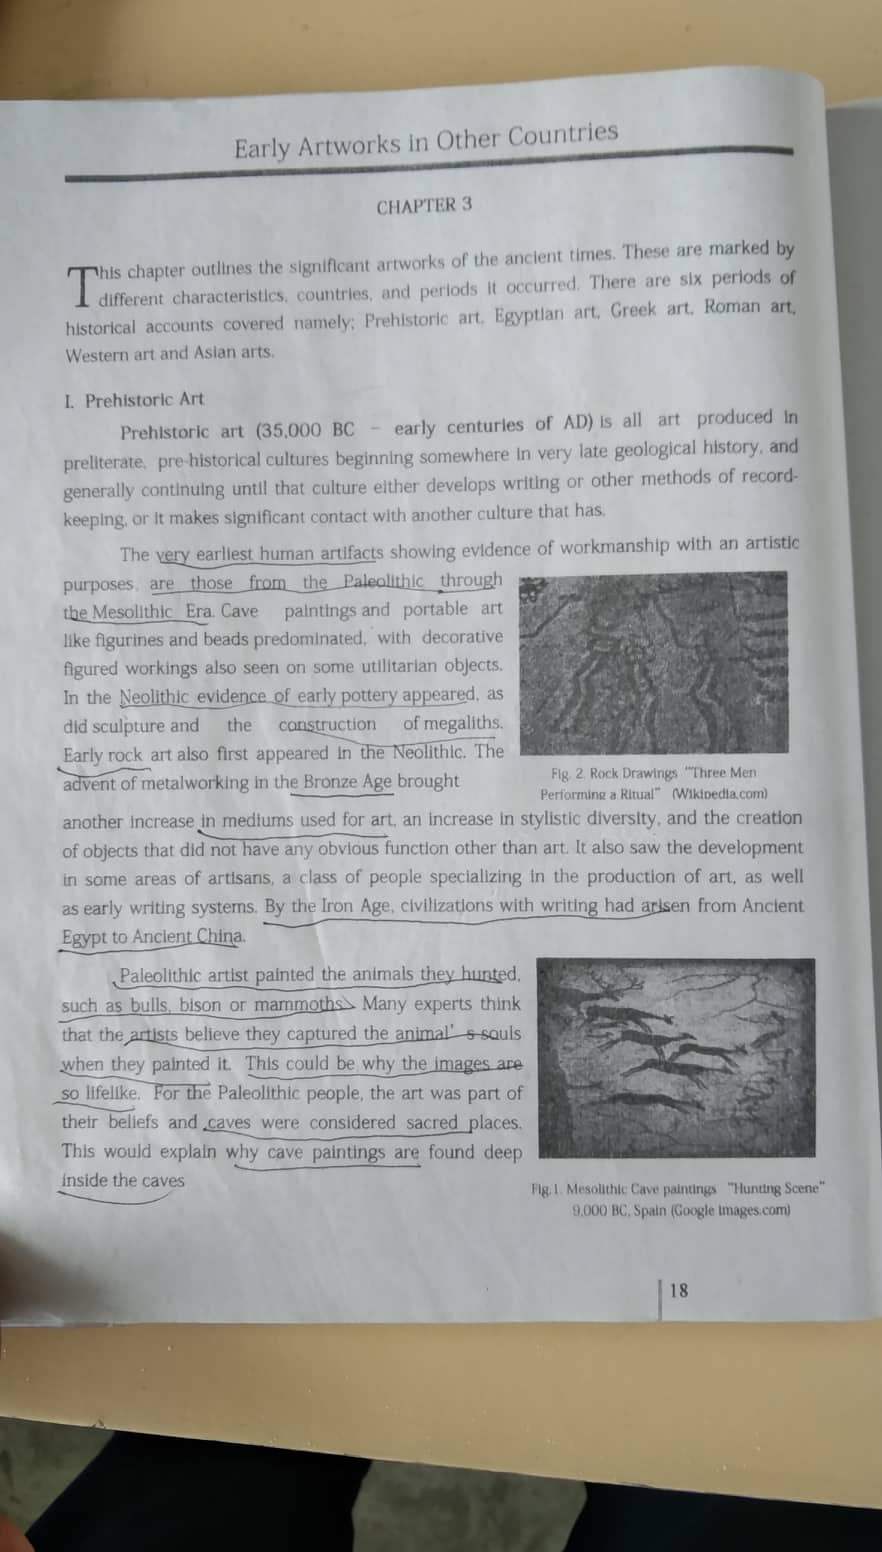 Early Artworks in Other Countries
CHAPTER 3
This chapter outlines the significant artworks of the ancient times. These are marked by
different characteristics, countries, and periods it occurred. There are six periods of
historical accounts covered namely; Prehistoric art, Egyptian art, Greek art, Roman art,
Western art and Asian arts.
I. Prehistoric Art
Prehistoric art (35,000 BC - early centuries of AD) is all art produced in
preliterate, pre-historical cultures beginning somewhere in very late geological history, and
generally continuing until that culture either develops writing or other methods of record-
keeping, or it makes significant contact with another culture that has.
The very earliest human artifacts showing evidence of workmanship with an artistic
purposes, are those from the Paleolithic through
the Mesolithic Era. Cave paintings and portable art
like figurines and beads predominated, with decorative
figured workings also seen on some utilitarian objects.
In the Neolithic evidence of early pottery appeared, as
did sculpture and the construction of megaliths.
Early rock art also first appeared in the Neolithic. The
advent of metalworking in the Bronze Age brought
Fig. 2. Rock Drawings "Three Men
Performing a Ritual" (Wikipedia.com)
another increase in mediums used for art, an increase in stylistic diversity, and the creation
of objects that did not have any obvious function other than art. It also saw the development
in some areas of artisans, a class of people specializing in the production of art, as well
as early writing systems. By the Iron Age, civilizations with writing had arisen from Ancient
Egypt to Ancient China.
Paleolithic artist painted the animals they hunted,
such as bulls, bison or mammoths. Many experts think
that the artists believe they captured the animal's souls
when they painted it. This could be why the images are
so lifelike. For the Paleolithic people, the art was part of
their beliefs and caves were considered sacred places.
This would explain why cave paintings are found deep
inside the caves
Fig. 1. Mesolithic Cave paintings "Hunting Scene"
9,000 BC, Spain (Google Images.com)
18